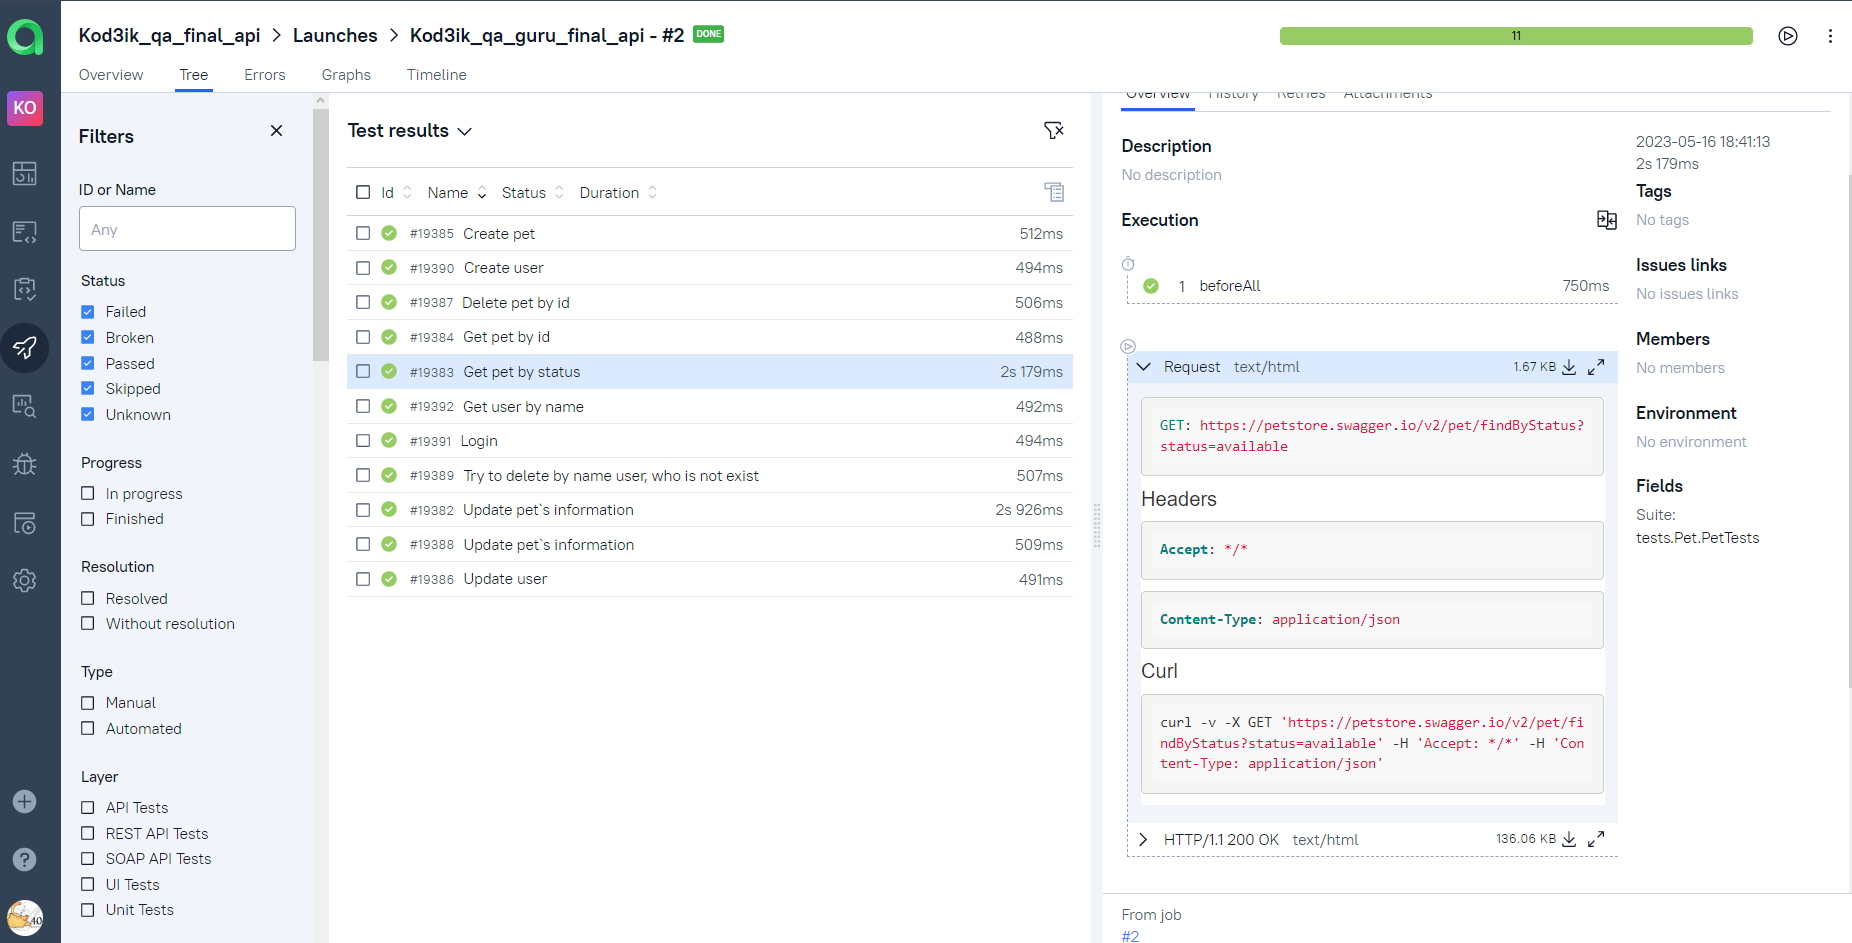 Kod3ik_qa_final_api > Launches > Kod3ik_qa_guru_final_api - #2 DONE
11
Overview Tree Errors Graphs Timeline
KO
Filters
ID or Name
Any
Status
Failed
Broken
Passed
Skipped
Unknown
Progress
In progress
Finished
Resolution
Resolved
Without resolution
Type
Manual
Automated
Layer
API Tests
REST API Tests
SOAP API Tests
UI Tests
Unit Tests
40
Test results
Id Name Status Duration
#19385 Create pet 512ms
#19390 Create user 494ms
#19387 Delete pet by id 506ms
#19384 Get pet by id 488ms
#19383 Get pet by status 2s 179ms
#19392 Get user by name 492ms
#19391 Login 494ms
#19389 Try to delete by name user, who is not exist 507ms
#19382 Update pet`s information 2s 926ms
#19388 Update pet`s information 509ms
#19386 Update user 491ms
Overview History Retries Attachments
Description
No description
Execution
1 beforeAll 750ms
Request text/html 1.67 KB
GET: https://petstore.swagger.io/v2/pet/findByStatus?
status=available
Headers
Accept: */*
Content-Type: application/json
Curl
curl -v -X GET 'https://petstore.swagger.io/v2/pet/fi
ndByStatus?status=available' -H 'Accept: */*' -H 'Con
tent-Type: application/json'
HTTP/1.1 200 OK text/html 136.06 KB
From job
#2
2023-05-16 18:41:13
2s 179ms
Tags
No tags
Issues links
No issues links
Members
No members
Environment
No environment
Fields
Suite:
tests.Pet.PetTests